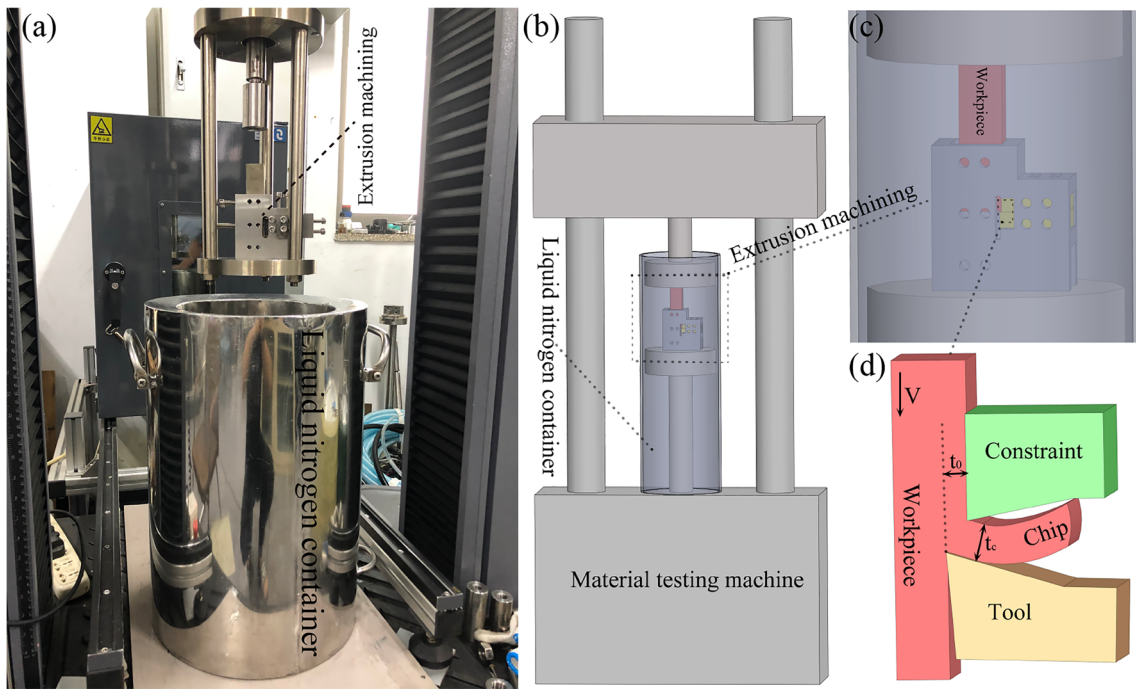 (a)
Extrusion machining
Liquid nitrogen container
(b)
Extrusion machining
Liquid nitrogen container
Material testing machine
(c)
Workpiece
(d)
V
t₀
Constraint
Workpiece
t꜀
Chip
Tool